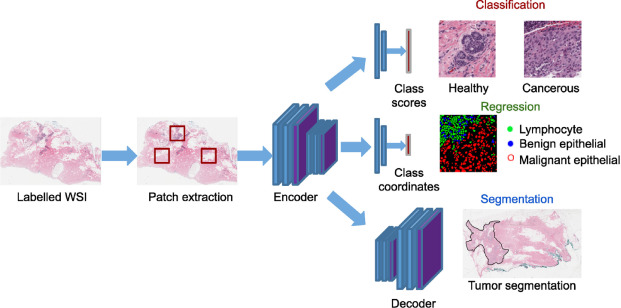 Classification
Class
scores
Healthy
Cancerous
Regression
Lymphocyte
Benign epithelial
Malignant epithelial
Class
coordinates
Labelled WSI
Patch extraction
Encoder
Segmentation
Decoder
Tumor segmentation